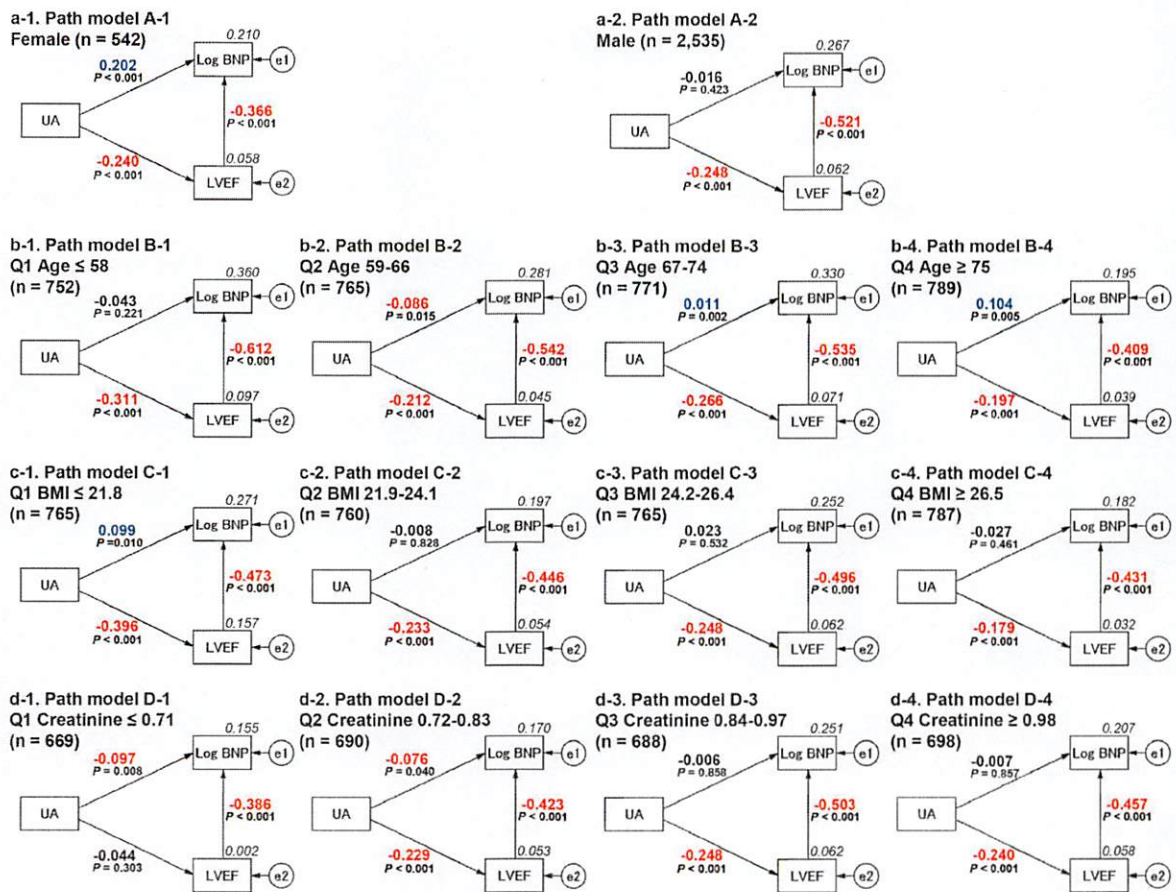 a-1. Path model A-1
Female (n = 542)
0.210
Log BNP
e1
0.202
P < 0.001
-0.366
P < 0.001
UA
-0.240
P < 0.001
0.058
LVEF
e2
a-2. Path model A-2
Male (n = 2,535)
0.267
Log BNP
e1
-0.016
P = 0.423
-0.521
P < 0.001
UA
-0.248
P < 0.001
0.062
LVEF
e2
b-1. Path model B-1
Q1 Age ≤ 58
(n = 752)
0.360
Log BNP
e1
-0.043
P = 0.221
-0.612
P < 0.001
UA
-0.311
P < 0.001
0.097
LVEF
e2
b-2. Path model B-2
Q2 Age 59-66
(n = 765)
0.281
Log BNP
e1
-0.086
P = 0.015
-0.542
P < 0.001
UA
-0.212
P < 0.001
0.045
LVEF
e2
b-3. Path model B-3
Q3 Age 67-74
(n = 771)
0.330
Log BNP
e1
0.011
P = 0.002
-0.535
P < 0.001
UA
-0.266
P < 0.001
0.071
LVEF
e2
b-4. Path model B-4
Q4 Age ≥ 75
(n = 789)
0.195
Log BNP
e1
0.104
P = 0.005
-0.409
P < 0.001
UA
-0.197
P < 0.001
0.039
LVEF
e2
c-1. Path model C-1
Q1 BMI ≤ 21.8
(n = 765)
0.271
Log BNP
e1
0.099
P =0.010
-0.473
P < 0.001
UA
-0.396
P < 0.001
0.157
LVEF
e2
c-2. Path model C-2
Q2 BMI 21.9-24.1
(n = 760)
0.197
Log BNP
e1
-0.008
P = 0.828
-0.446
P < 0.001
UA
-0.233
P < 0.001
0.054
LVEF
e2
c-3. Path model C-3
Q3 BMI 24.2-26.4
(n = 765)
0.252
Log BNP
e1
0.023
P = 0.532
-0.496
P < 0.001
UA
-0.248
P < 0.001
0.062
LVEF
e2
c-4. Path model C-4
Q4 BMI ≥ 26.5
(n = 787)
0.182
Log BNP
e1
-0.027
P = 0.461
-0.431
P < 0.001
UA
-0.179
P < 0.001
0.032
LVEF
e2
d-1. Path model D-1
Q1 Creatinine ≤ 0.71
(n = 669)
0.155
Log BNP
e1
-0.097
P = 0.008
-0.386
P < 0.001
UA
-0.044
P = 0.303
0.002
LVEF
e2
d-2. Path model D-2
Q2 Creatinine 0.72-0.83
(n = 690)
0.170
Log BNP
e1
-0.076
P = 0.040
-0.423
P < 0.001
UA
-0.229
P < 0.001
0.053
LVEF
e2
d-3. Path model D-3
Q3 Creatinine 0.84-0.97
(n = 688)
0.251
Log BNP
e1
-0.006
P = 0.858
-0.503
P < 0.001
UA
-0.248
P < 0.001
0.062
LVEF
e2
d-4. Path model D-4
Q4 Creatinine ≥ 0.98
(n = 698)
0.207
Log BNP
e1
-0.007
P = 0.857
-0.457
P < 0.001
UA
-0.240
P < 0.001
0.058
LVEF
e2